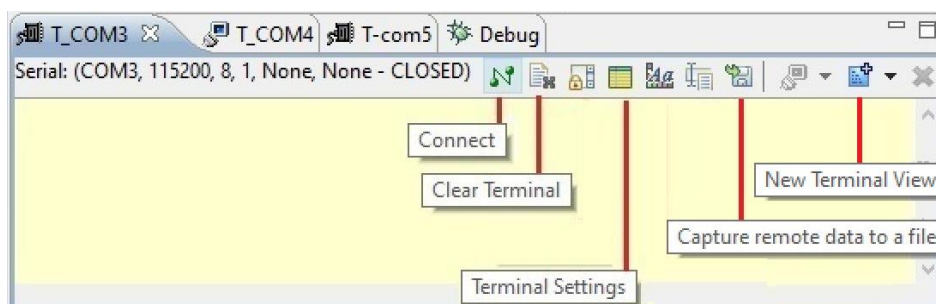 T_COM3 T_COM4 T-com5 Debug
Serial: (COM3, 115200, 8, 1, None, None - CLOSED)
Connect
Clear Terminal
New Terminal View
Capture remote data to a file
Terminal Settings